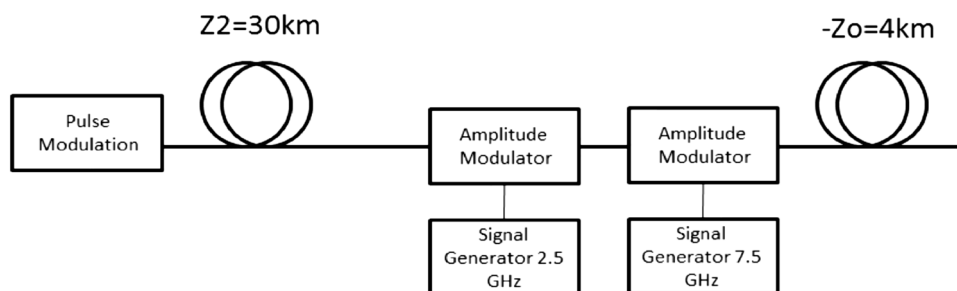 Z2=30km
-Zo=4km
Pulse
Modulation
Amplitude
Modulator
Amplitude
Modulator
Signal
Generator 2.5
GHz
Signal
Generator 7.5
GHz